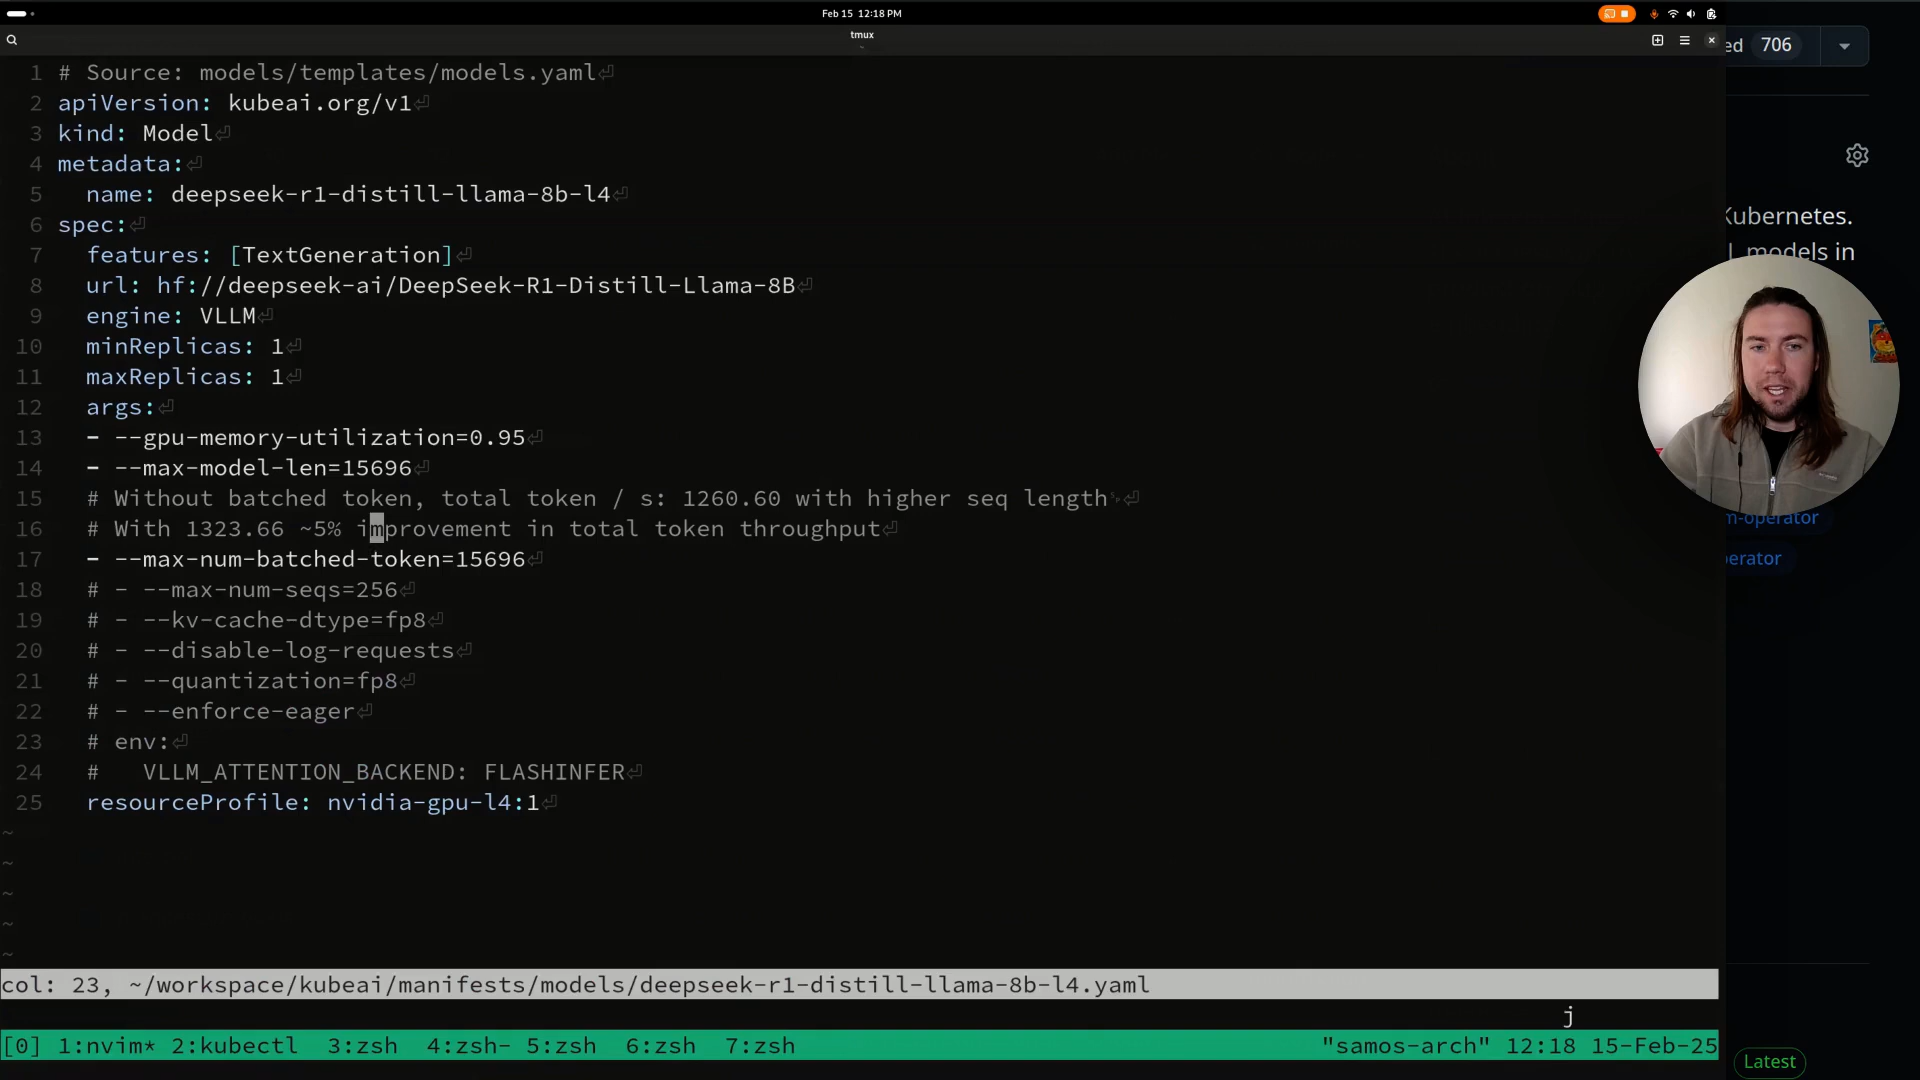 Feb 15 12:18 PM
tmux
1 # Source: models/templates/models.yaml
2 apiVersion: kubeai.org/v1
3 kind: Model
4 metadata:
5   name: deepseek-r1-distill-llama-8b-l4
6 spec:
7   features: [TextGeneration]
8   url: hf://deepseek-ai/DeepSeek-R1-Distill-Llama-8B
9   engine: VLLM
10   minReplicas: 1
11   maxReplicas: 1
12   args:
13   - --gpu-memory-utilization=0.95
14   - --max-model-len=15696
15   # Without batched token, total token / s: 1260.60 with higher seq length
16   # With 1323.66 ~5% improvement in total token throughput
17   - --max-num-batched-token=15696
18   # - --max-num-seqs=256
19   # - --kv-cache-dtype=fp8
20   # - --disable-log-requests
21   # - --quantization=fp8
22   # - --enforce-eager
23   # env:
24   #   VLLM_ATTENTION_BACKEND: FLASHINFER
25   resourceProfile: nvidia-gpu-l4:1
~
~
~
~
~
col: 23, ~/workspace/kubeai/manifests/models/deepseek-r1-distill-llama-8b-l4.yaml
j
[0] 1:nvim* 2:kubectl  3:zsh  4:zsh- 5:zsh  6:zsh  7:zsh "samos-arch" 12:18 15-Feb-25
ed 706
Kubernetes.
models in
m-operator
perator
Latest